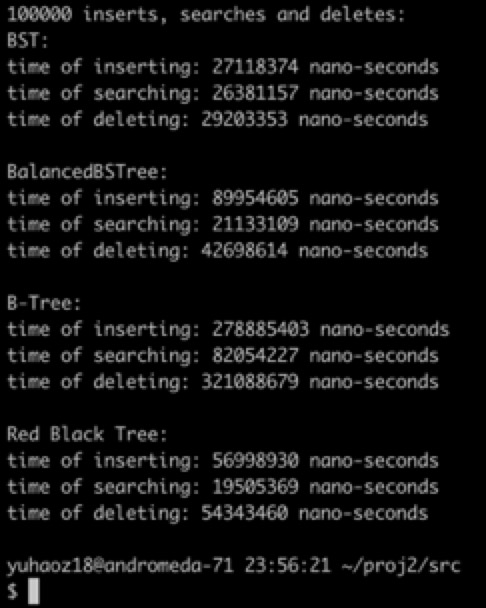 100000 inserts, searches and deletes:
BST:
time of inserting: 27118374 nano-seconds
time of searching: 26381157 nano-seconds
time of deleting: 29203353 nano-seconds
BalancedBSTree:
time of inserting: 89954605 nano-seconds
time of searching: 21133109 nano-seconds
time of deleting: 42698614 nano-seconds
B-Tree:
time of inserting: 278885403 nano-seconds
time of searching: 82054227 nano-seconds
time of deleting: 321088679 nano-seconds
Red Black Tree:
time of inserting: 56998930 nano-seconds
time of searching: 19505369 nano-seconds
time of deleting: 54343460 nano-seconds
yuhaoz18@andromeda-71 23:56:21 ~/proj2/src
$